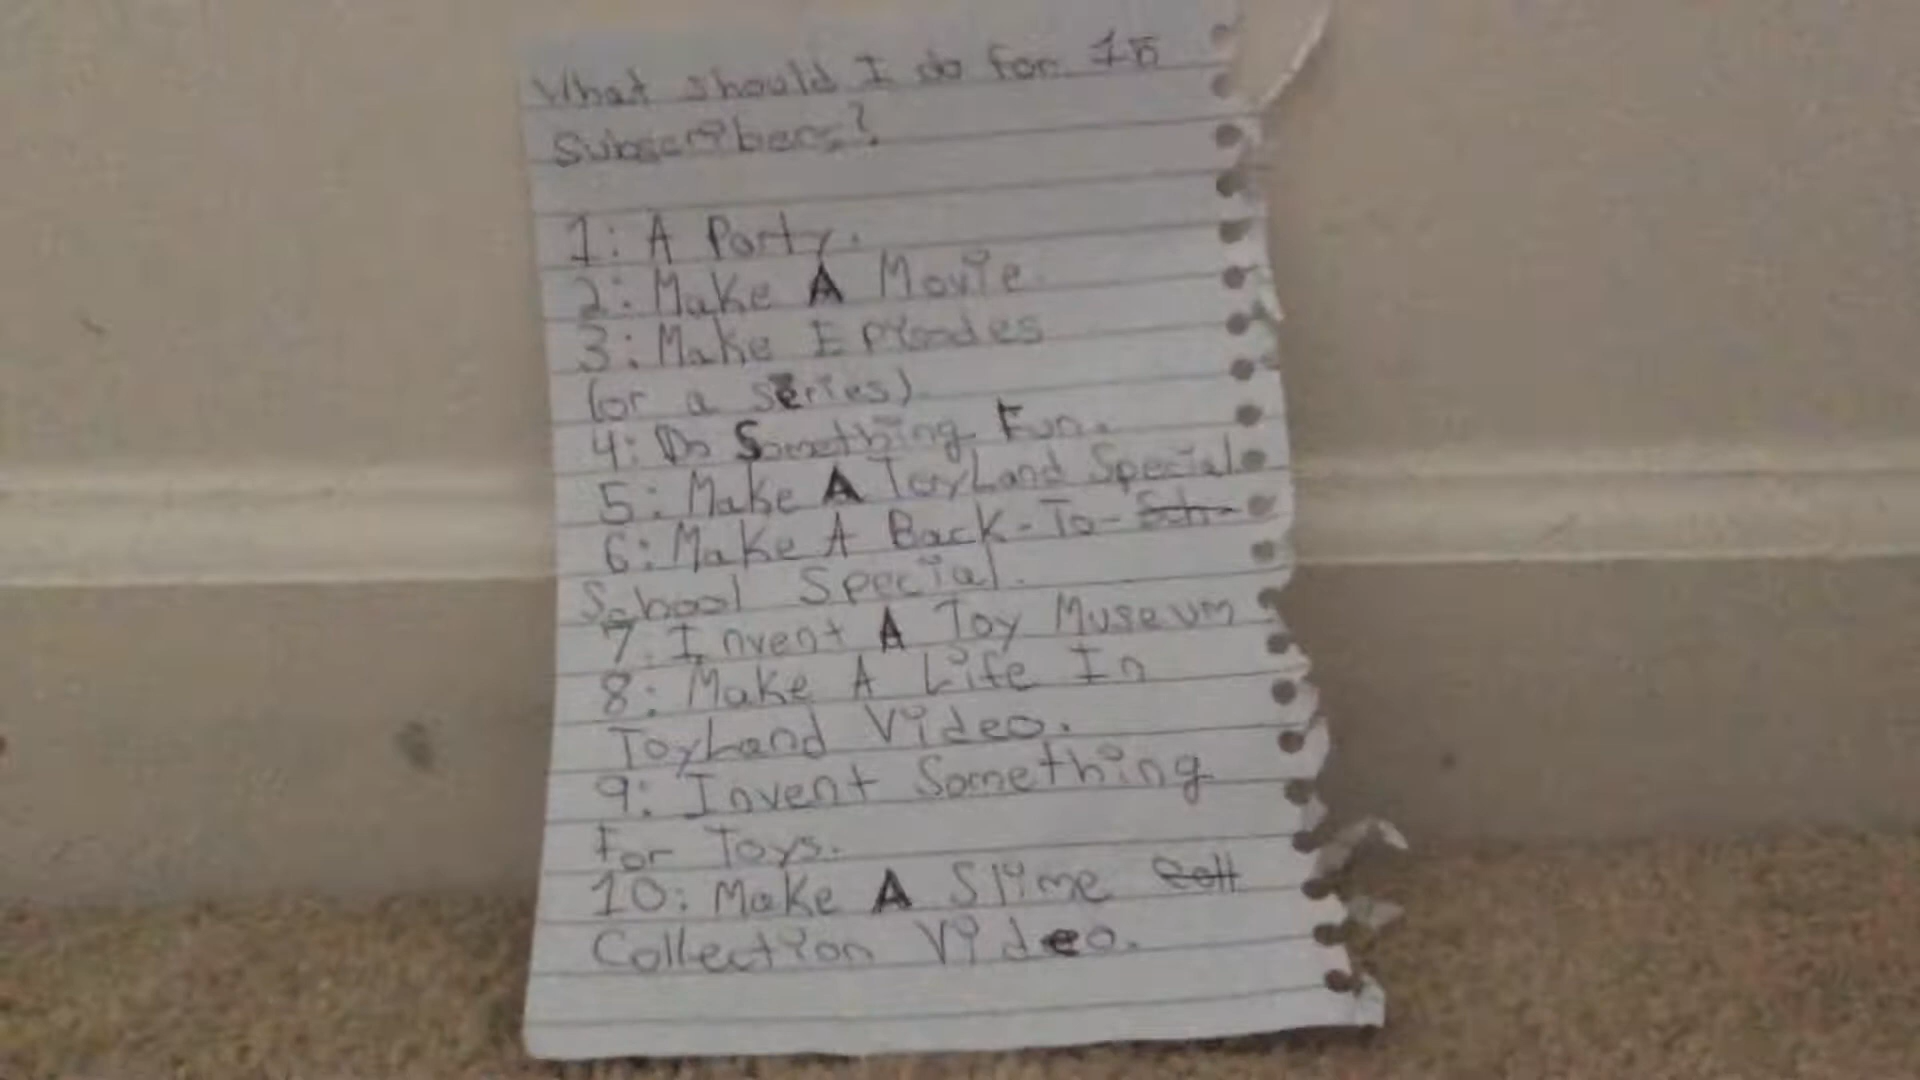 What should I do for 15
Subscribers?
1: A Party.
2: Make A Movie.
3: Make Episodes
(or a series).
4: Do Something Fun.
5: Make A ToyLand Special.
6: Make A Back-To-
School Special.
7: Invent A Toy Museum
8: Make A Life In
ToyLand Video.
9: Invent Something
For Toys.
10: Make A Slime
Collection Video.